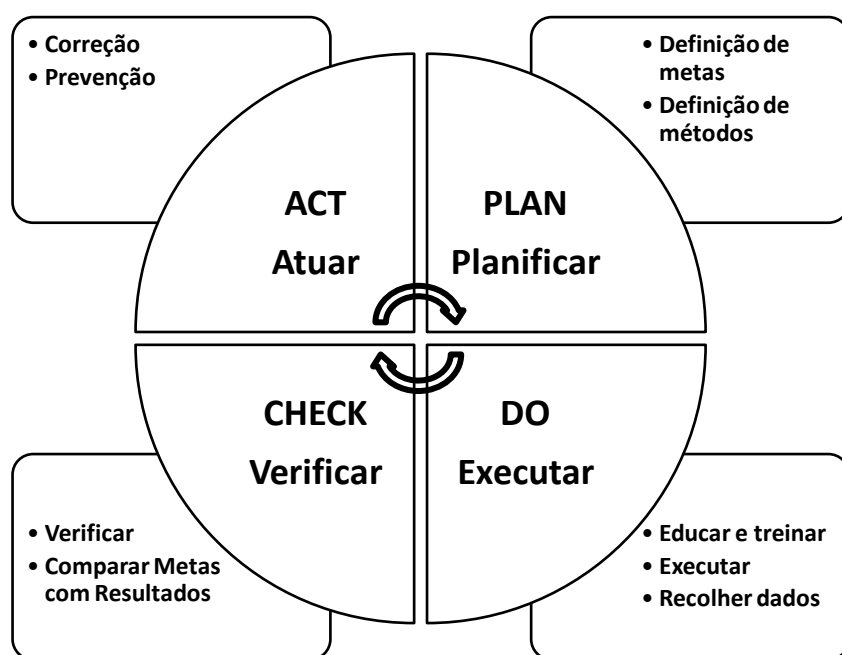 • Correção
• Prevenção
• Definição de
metas
• Definição de
métodos
ACT
Atuar
PLAN
Planificar
CHECK
Verificar
DO
Executar
• Verificar
• Comparar Metas
com Resultados
• Educar e treinar
• Executar
• Recolher dados